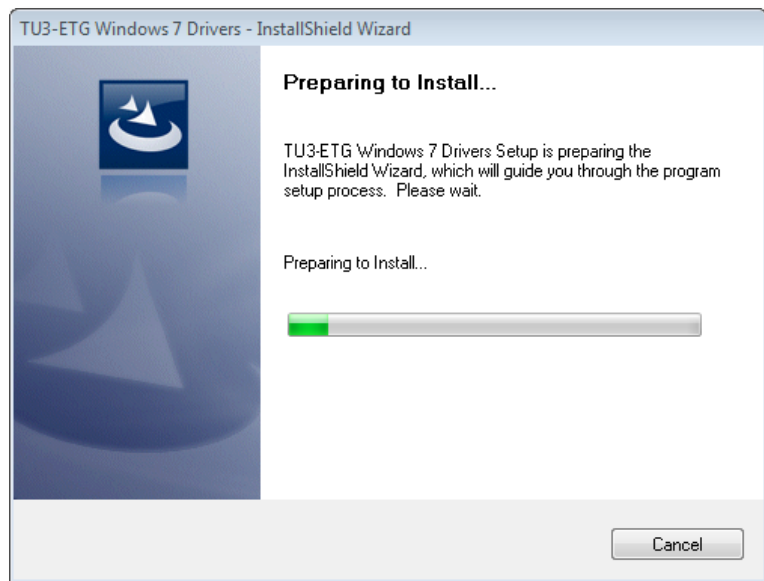 TU3-ETG Windows 7 Drivers - InstallShield Wizard
Preparing to Install...
TU3-ETG Windows 7 Drivers Setup is preparing the
InstallShield Wizard, which will guide you through the program
setup process.  Please wait.
Preparing to Install...
Cancel